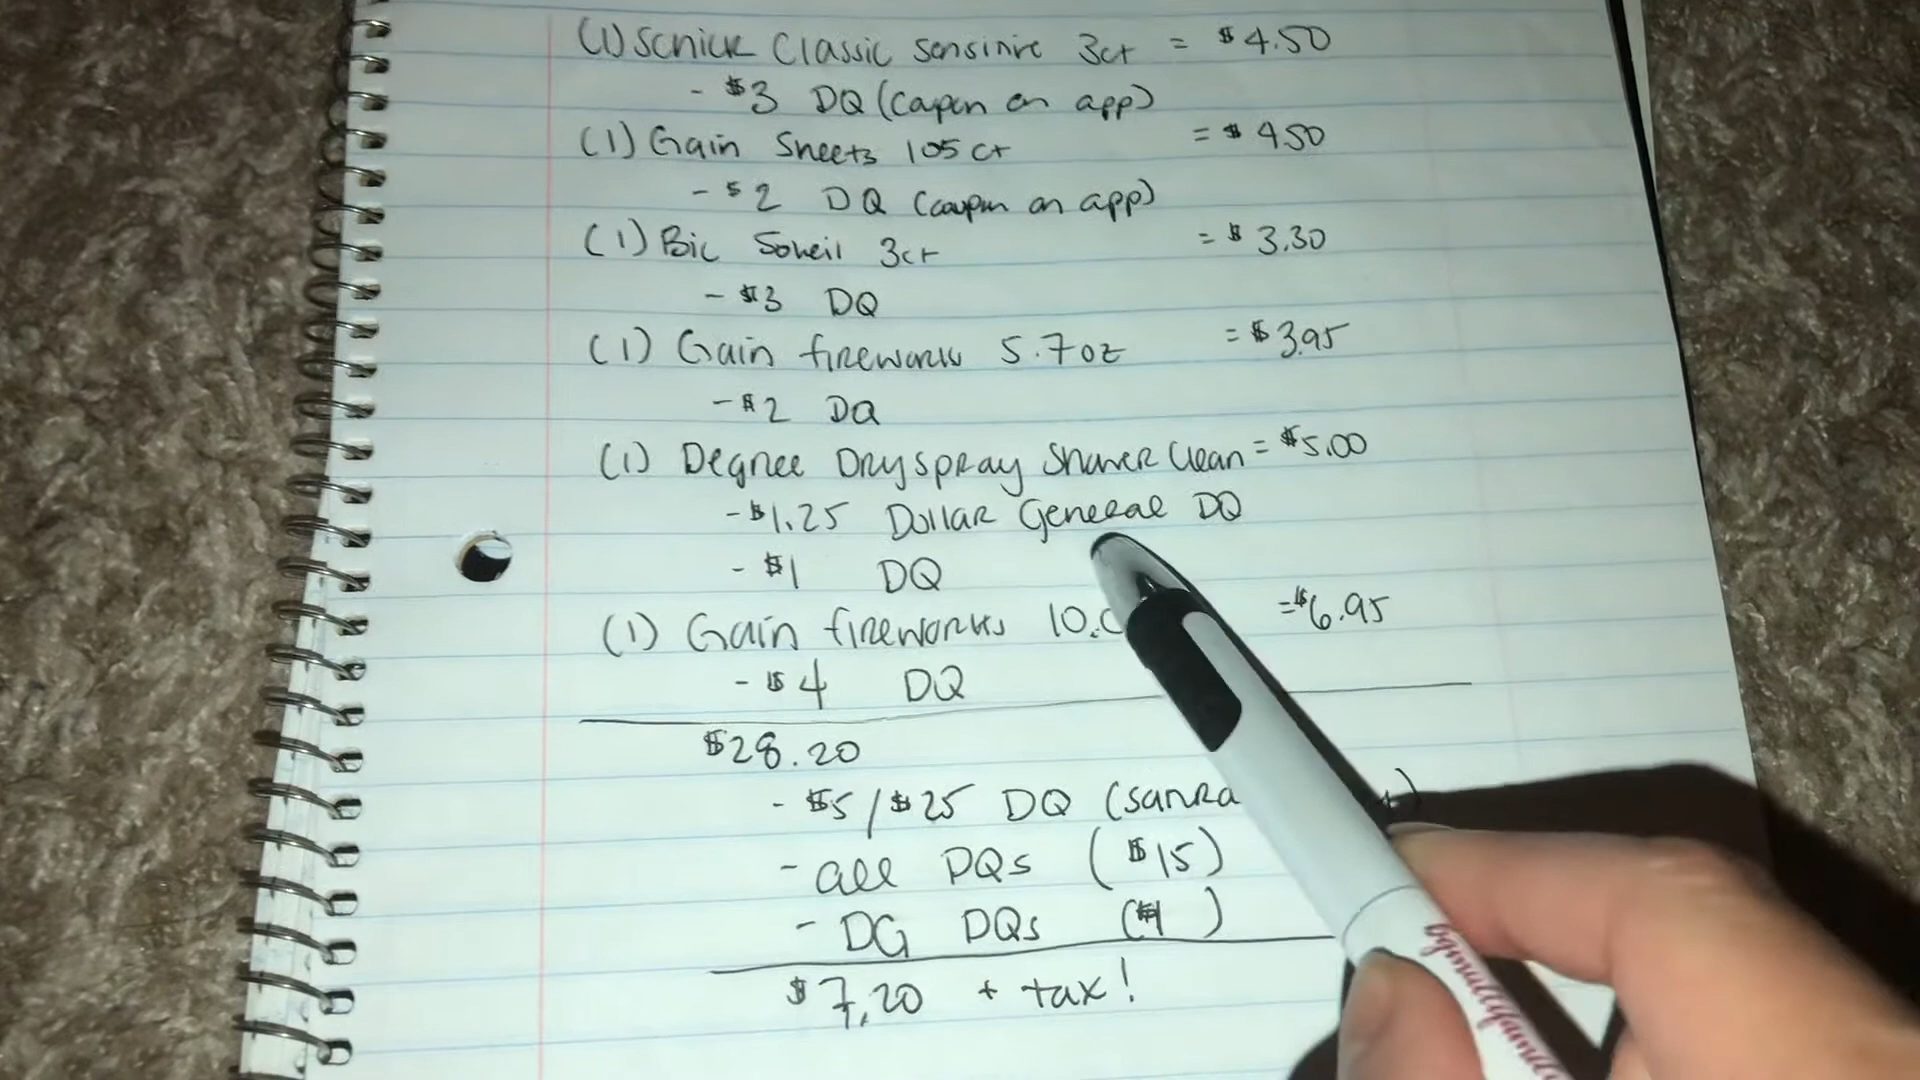 (1) Schick Classic Sensitive 3ct = $4.50
- $3 DQ (Coupon on app)
(1) Gain Sheets 105 ct = $4.50
- $2 DQ (coupon on app)
(1) Bic Soleil 3ct = $3.30
- $3 DQ
(1) Gain fireworks 5.7oz = $3.95
- $2 DQ
(1) Degree Dryspray Shower Clean = $5.00
- $1.25 Dollar General DQ
- $1 DQ
(1) Gain fireworks 10.0 = $6.95
- $4 DQ
$28.20
- $5/$25 DQ
- all DQs ($15)
- DG DQs ($1)
$7.20 + tax!